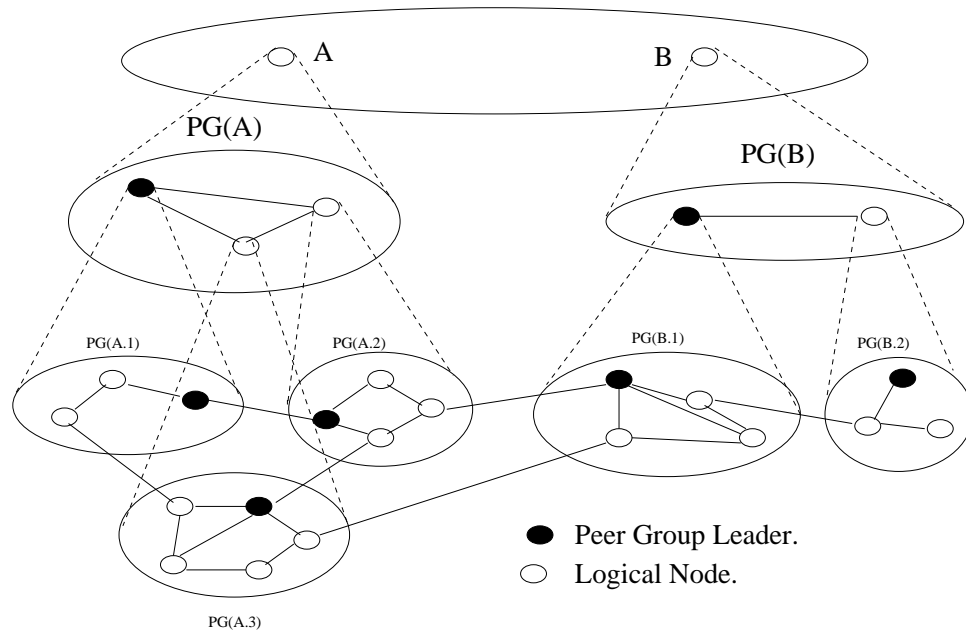 A
B
PG(A)
PG(B)
PG(A.1)
PG(A.2)
PG(B.1)
PG(B.2)
Peer Group Leader.
Logical Node.
PG(A.3)